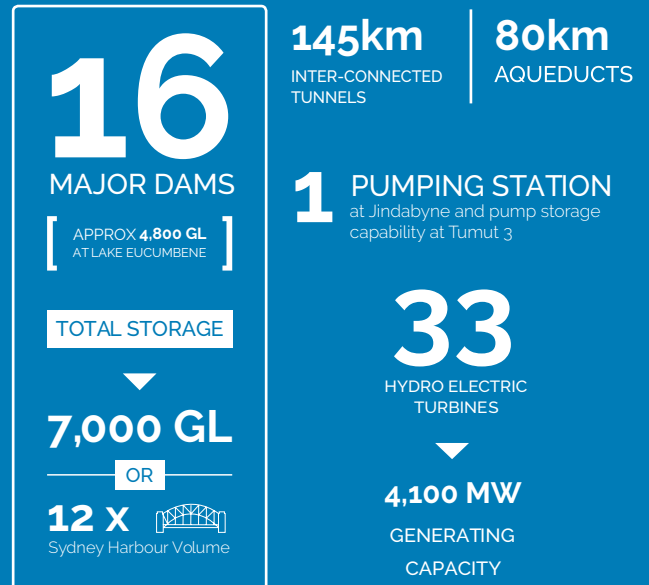 16
MAJOR DAMS
APPROX 4,800 GL
AT LAKE EUCUMBENE
TOTAL STORAGE
7,000 GL
OR
12 x
Sydney Harbour Volume
145km
INTER-CONNECTED
TUNNELS
80km
AQUEDUCTS
1 PUMPING STATION
at Jindabyne and pump storage
capability at Tumut 3
33
HYDRO ELECTRIC
TURBINES
4,100 MW
GENERATING
CAPACITY